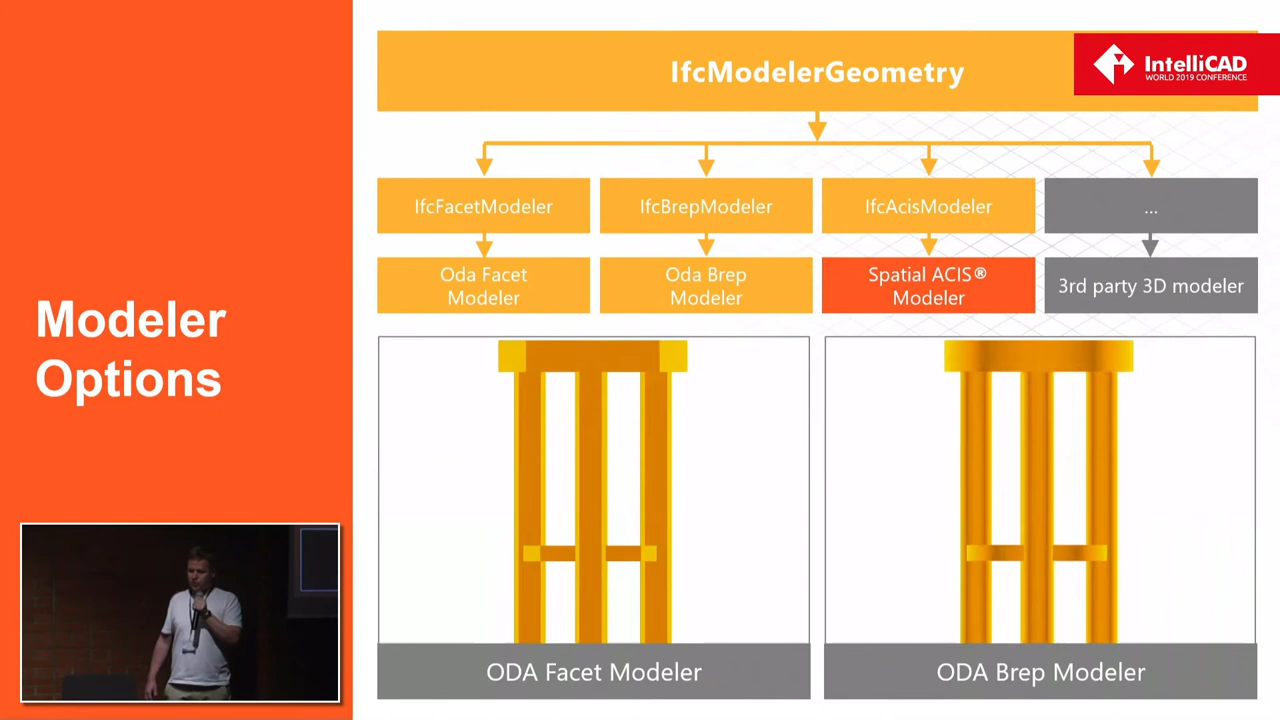 IfcModelerGeometry
IntelliCAD
WORLD 2019 CONFERENCE
IfcFacetModeler
IfcBrepModeler
IfcAcisModeler
...
Oda Facet
Modeler
Oda Brep
Modeler
Spatial ACIS®
Modeler
3rd party 3D modeler
Modeler
Options
ODA Facet Modeler
ODA Brep Modeler